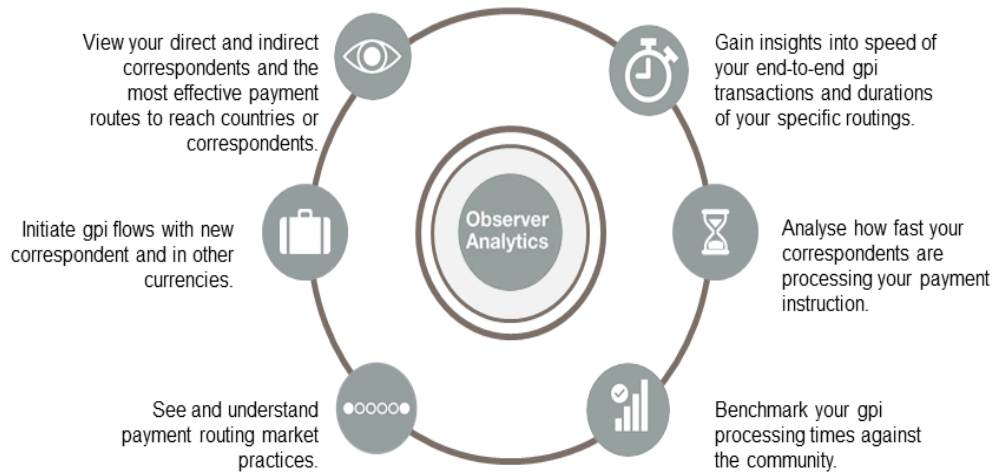 View your direct and indirect
correspondents and the
most effective payment
routes to reach countries or
correspondents.
Gain insights into speed of
your end-to-end gpi
transactions and durations
of your specific routings.
Initiate gpi flows with new
correspondent and in other
currencies.
Observer
Analytics
Analyse how fast your
correspondents are
processing your payment
instruction.
See and understand
payment routing market
practices.
Benchmark your gpi
processing times against
the community.